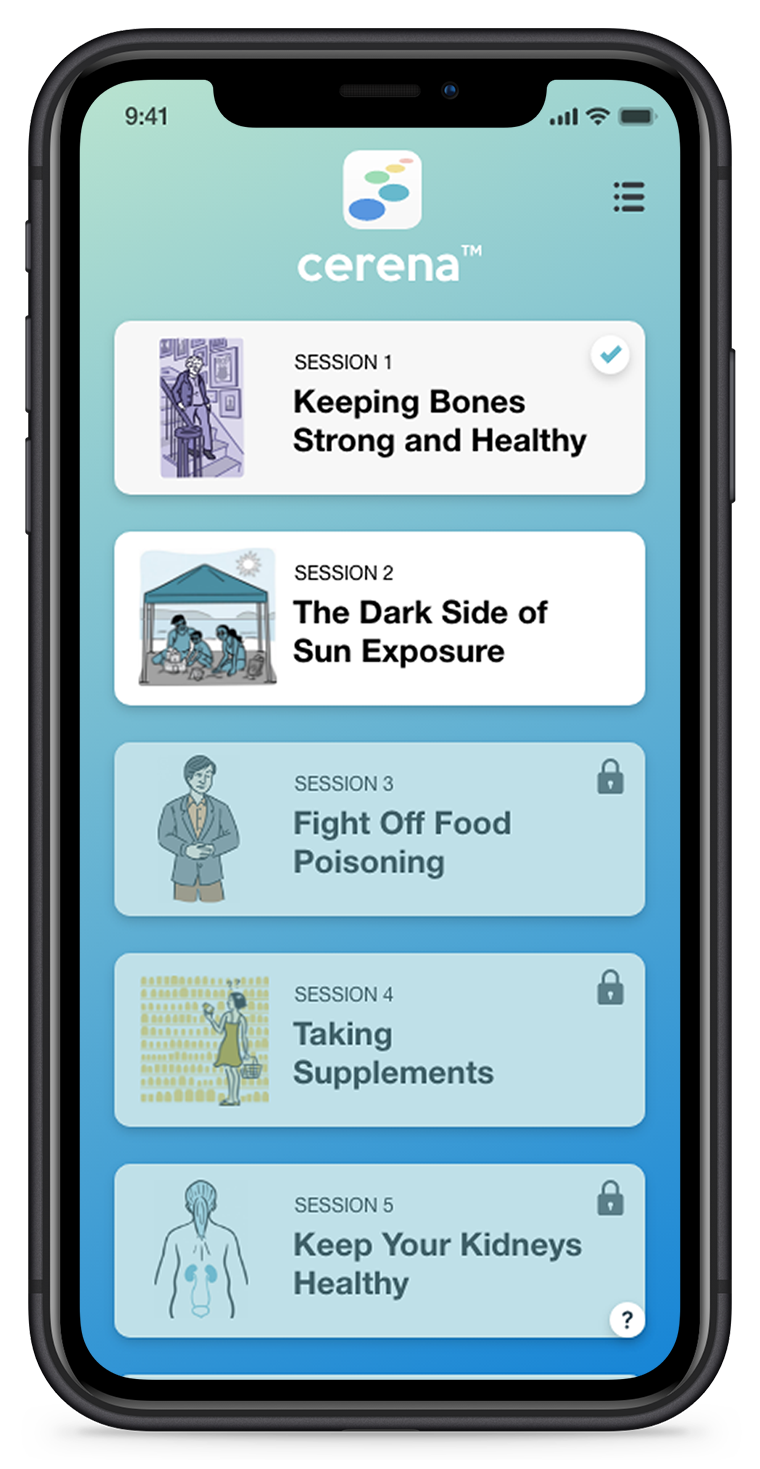 9:41
cerena™
SESSION 1
Keeping Bones
Strong and Healthy
SESSION 2
The Dark Side of
Sun Exposure
SESSION 3
Fight Off Food
Poisoning
SESSION 4
Taking
Supplements
SESSION 5
Keep Your Kidneys
Healthy
?